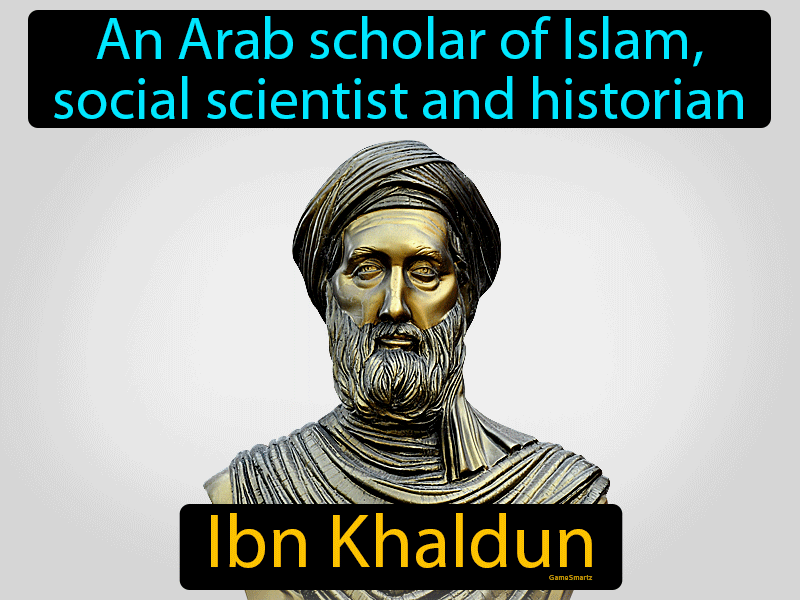 An Arab scholar of Islam,
social scientist and historian
Ibn Khaldun
GameSmartz